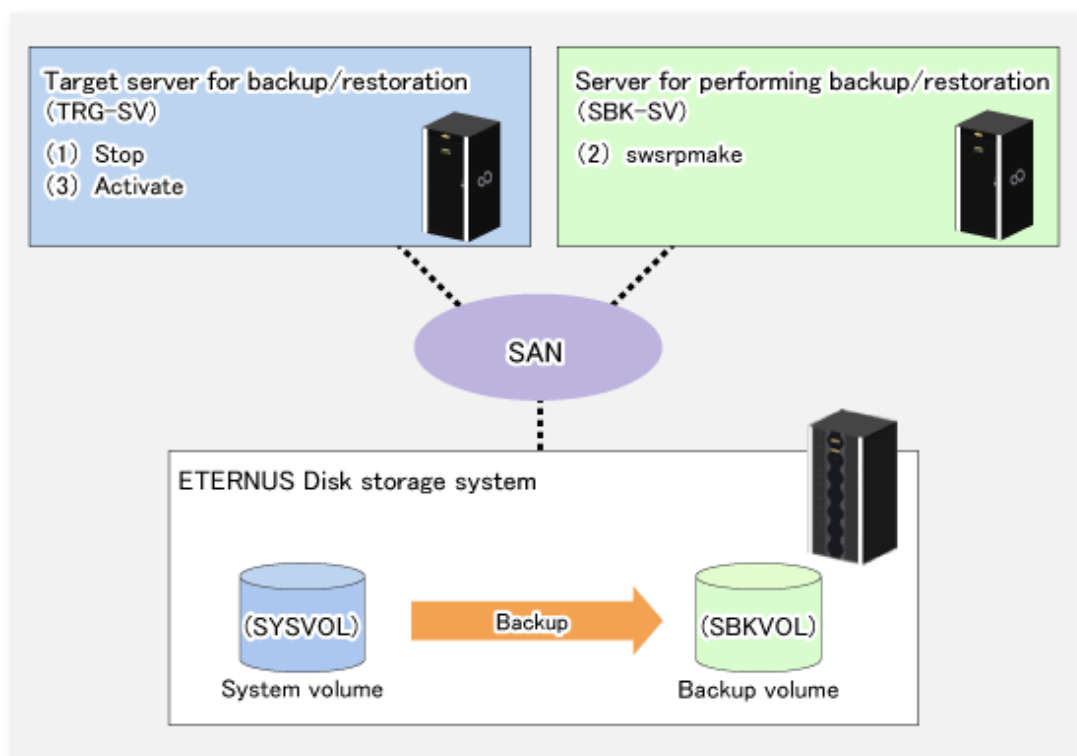 Target server for backup/restoration
(TRG-SV)
(1) Stop
(3) Activate
Server for performing backup/restoration
(SBK-SV)
(2) swsrpmake
SAN
ETERNUS Disk storage system
(SYSVOL)
Backup
(SBKVOL)
System volume
Backup volume